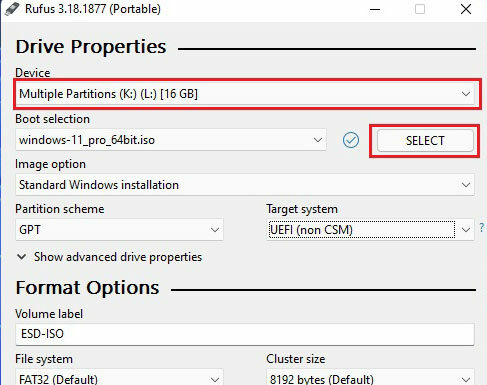 Rufus 3.18.1877 (Portable)
Drive Properties
Device
Multiple Partitions (K:) (L:) [16 GB]
Boot selection
windows-11_pro_64bit.iso
SELECT
Image option
Standard Windows installation
Partition scheme Target system
GPT UEFI (non CSM) ?
Show advanced drive properties
Format Options
Volume label
ESD-ISO
File system Cluster size
FAT32 (Default) 8192 bytes (Default)